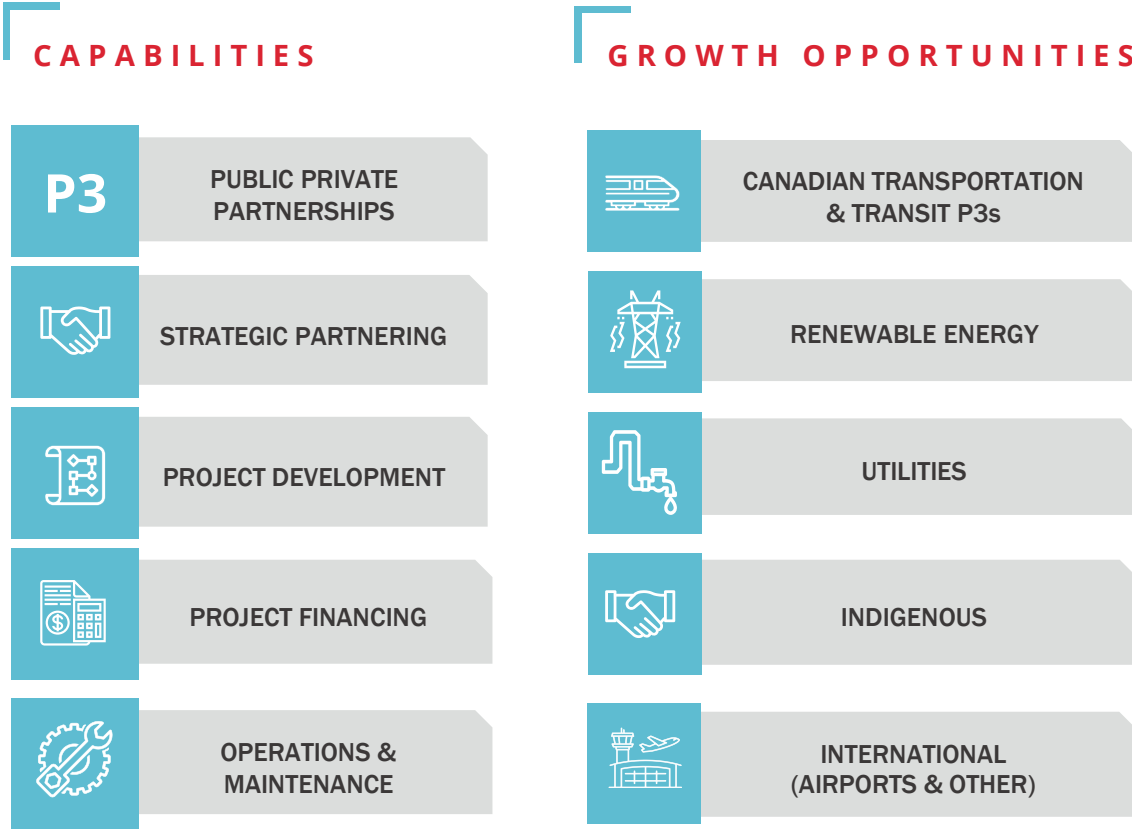 CAPABILITIES
P3
PUBLIC PRIVATE
PARTNERSHIPS
STRATEGIC PARTNERING
PROJECT DEVELOPMENT
$
PROJECT FINANCING
OPERATIONS &
MAINTENANCE
GROWTH OPPORTUNITIES
CANADIAN TRANSPORTATION
& TRANSIT P3s
RENEWABLE ENERGY
UTILITIES
INDIGENOUS
INTERNATIONAL
(AIRPORTS & OTHER)